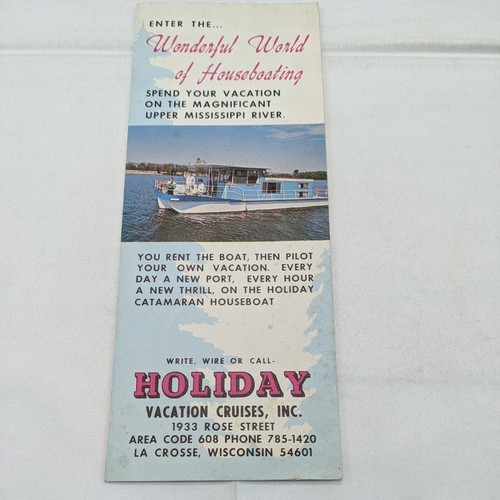 ENTER THE...
Wonderful World
of Houseboating
SPEND YOUR VACATION
ON THE MAGNIFICANT
UPPER MISSISSIPPI RIVER.
YOU RENT THE BOAT, THEN PILOT
YOUR OWN VACATION. EVERY
DAY A NEW PORT, EVERY HOUR
A NEW THRILL, ON THE HOLIDAY
CATAMARAN HOUSEBOAT
WRITE, WIRE OR CALL-
HOLIDAY
VACATION CRUISES, INC.
1933 ROSE STREET
AREA CODE 608 PHONE 785-1420
LA CROSSE, WISCONSIN 54601